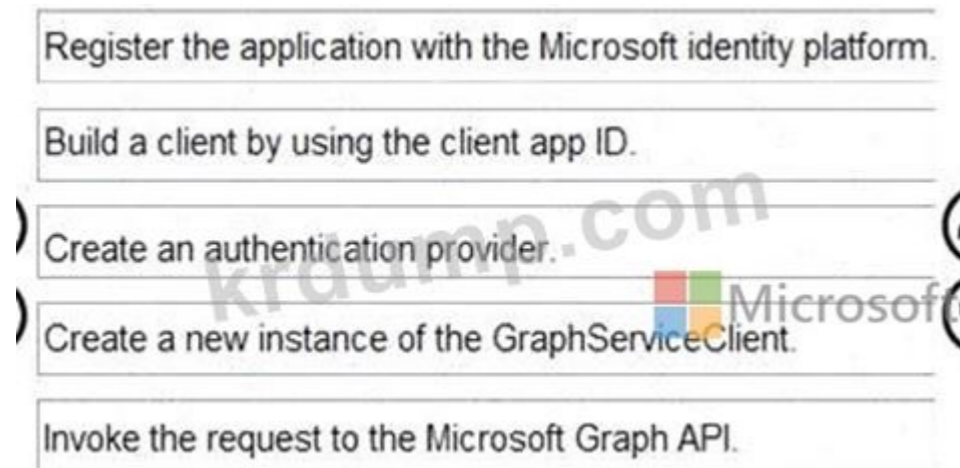 Register the application with the Microsoft identity platform.
Build a client by using the client app ID.
krdump.com
Create an authentication provider.
Microsoft
Create a new instance of the GraphServiceClient.
Invoke the request to the Microsoft Graph API.